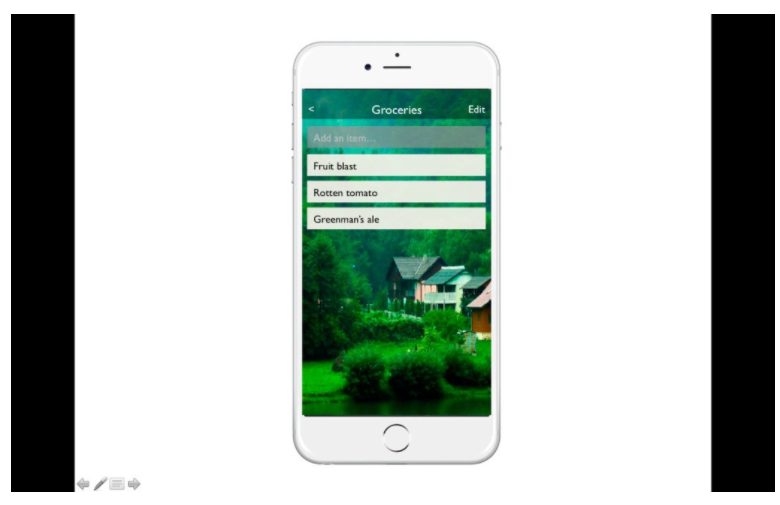 < Groceries Edit
Add an item...
Fruit blast
Rotten tomato
Greenman's ale